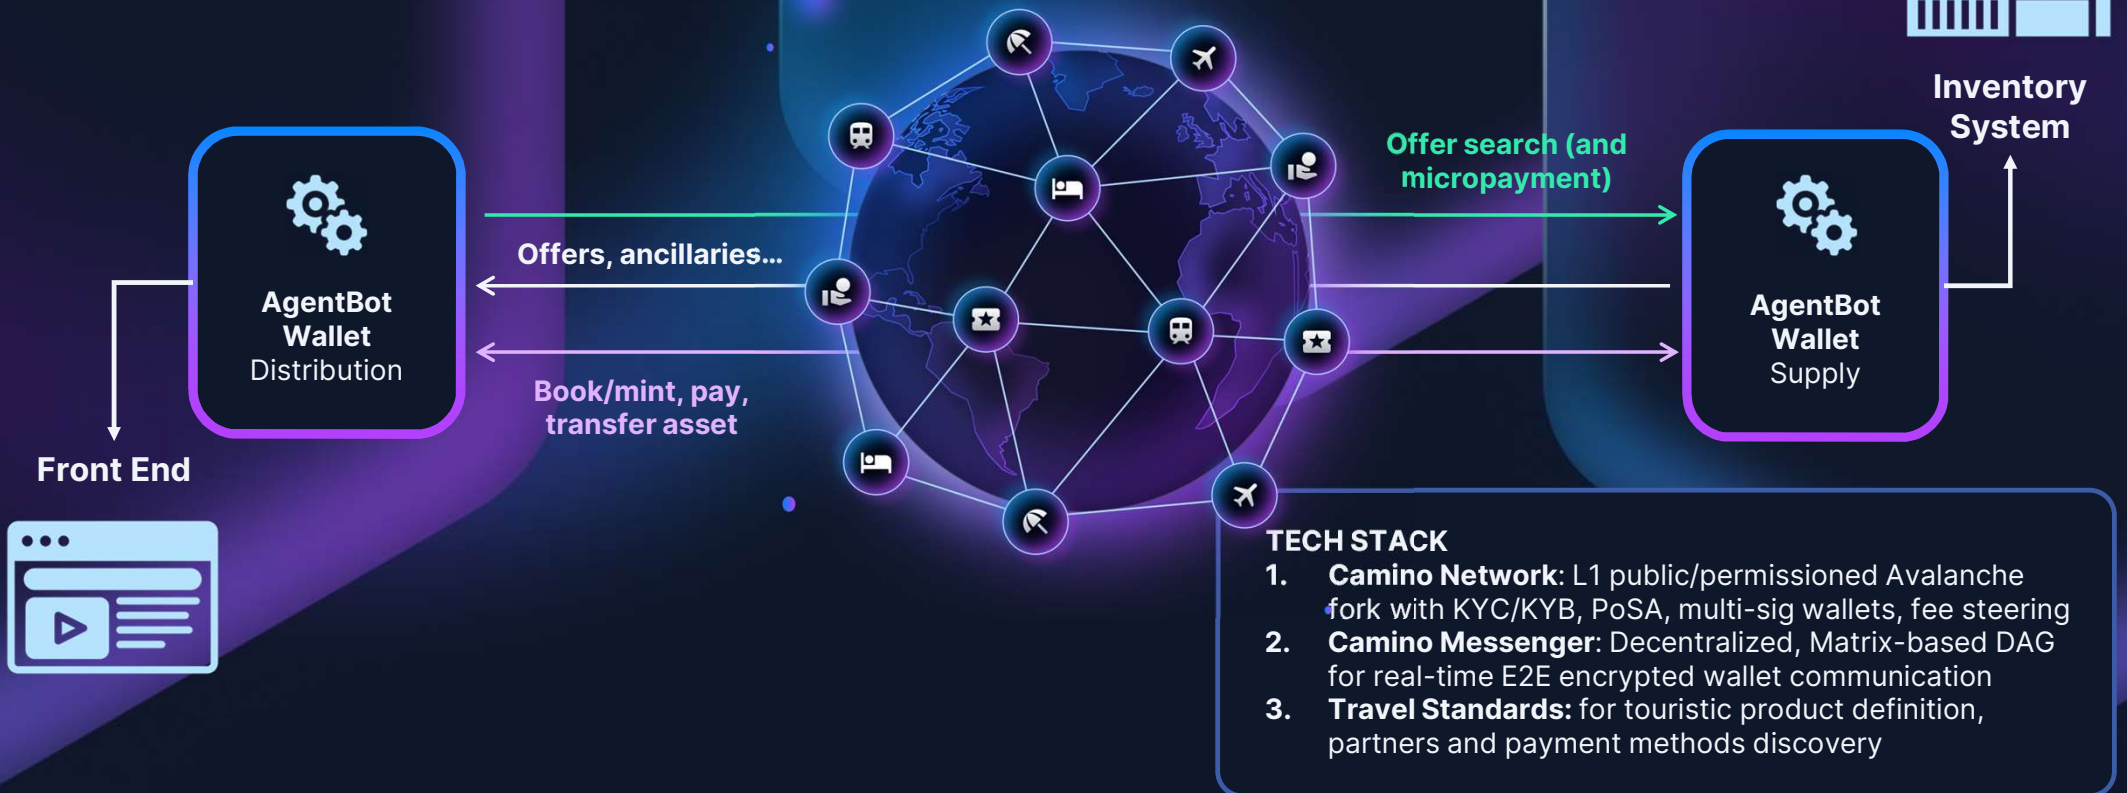 Inventory
System
Offer search (and
micropayment)
Offers, ancillaries...
AgentBot
Wallet
Distribution
AgentBot
Wallet
Supply
Book/mint, pay,
transfer asset
Front End
TECH STACK
1. Camino Network: L1 public/permissioned Avalanche
fork with KYC/KYB, PoSA, multi-sig wallets, fee steering
2. Camino Messenger: Decentralized, Matrix-based DAG
for real-time E2E encrypted wallet communication
3. Travel Standards: for touristic product definition,
partners and payment methods discovery